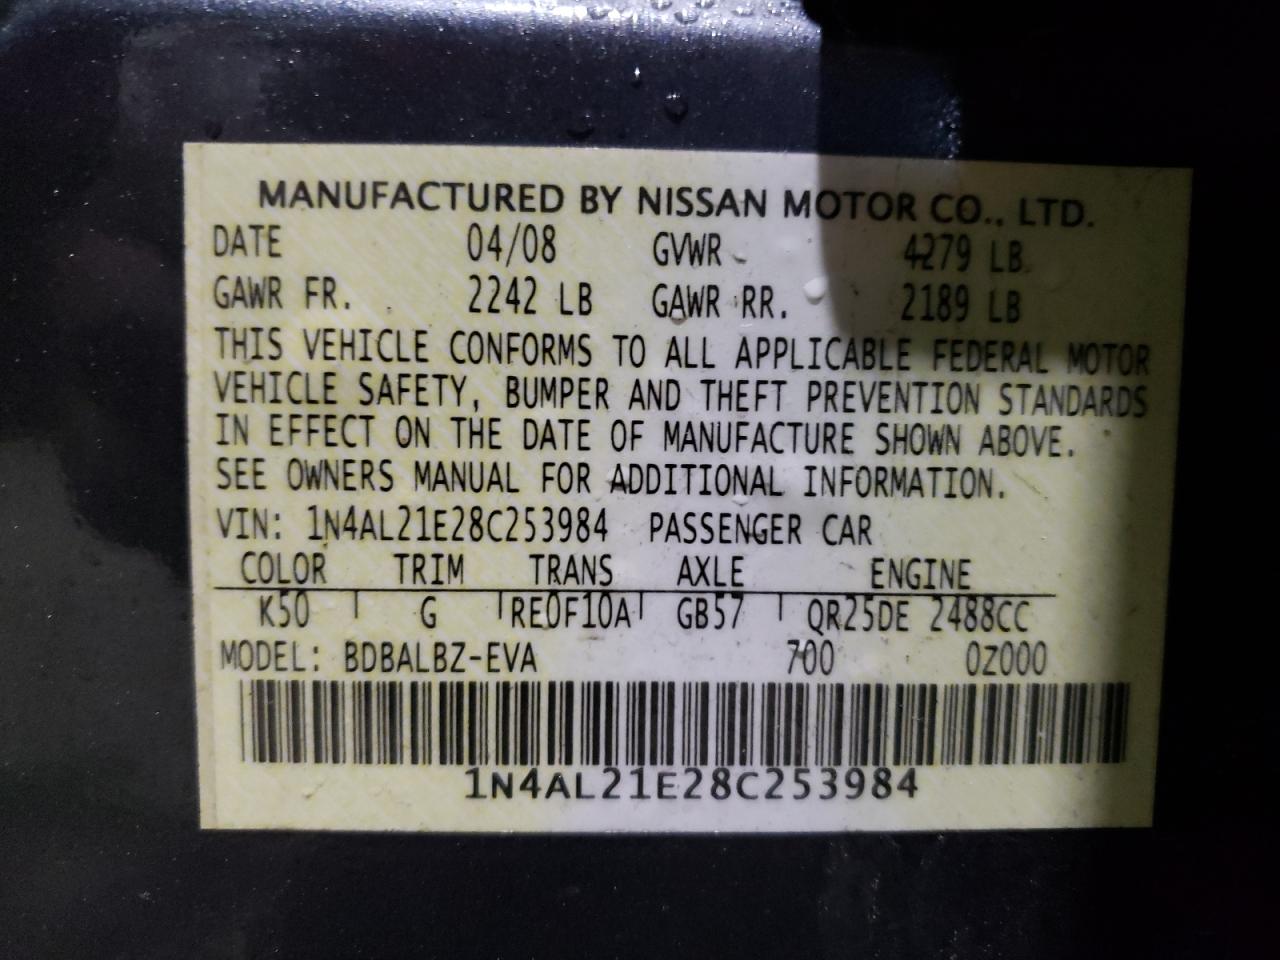 MANUFACTURED BY NISSAN MOTOR CO., LTD.
DATE 04/08 GVWR 4279 LB
GAWR FR. 2242 LB GAWR RR. 2189 LB
THIS VEHICLE CONFORMS TO ALL APPLICABLE FEDERAL MOTOR
VEHICLE SAFETY, BUMPER AND THEFT PREVENTION STANDARDS
IN EFFECT ON THE DATE OF MANUFACTURE SHOWN ABOVE.
SEE OWNERS MANUAL FOR ADDITIONAL INFORMATION.
VIN: 1N4AL21E28C253984 PASSENGER CAR
COLOR TRIM TRANS AXLE ENGINE
K50 G RE0F10A GB57 QR25DE 2488CC
MODEL: BDBALBZ-EVA 700 0Z000
1N4AL21E28C253984